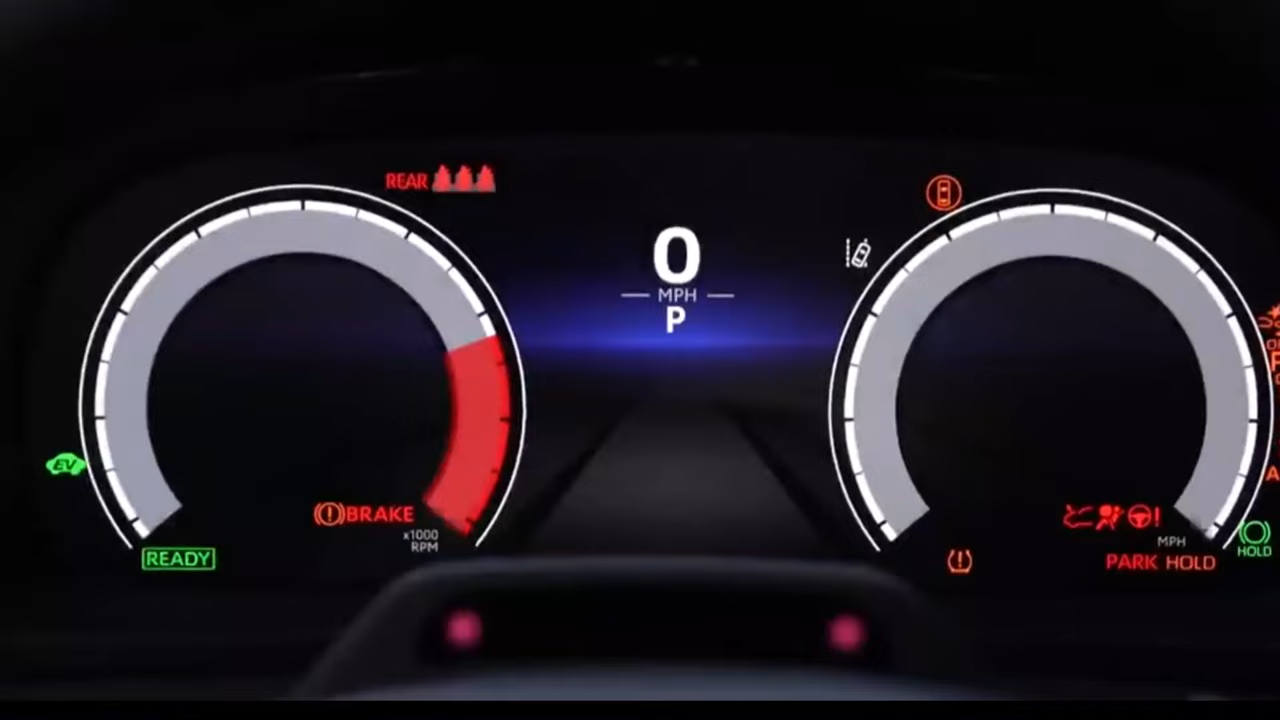 REAR
0
MPH
P
EV
BRAKE
x1000
RPM
READY
MPH
HOLD
PARK HOLD